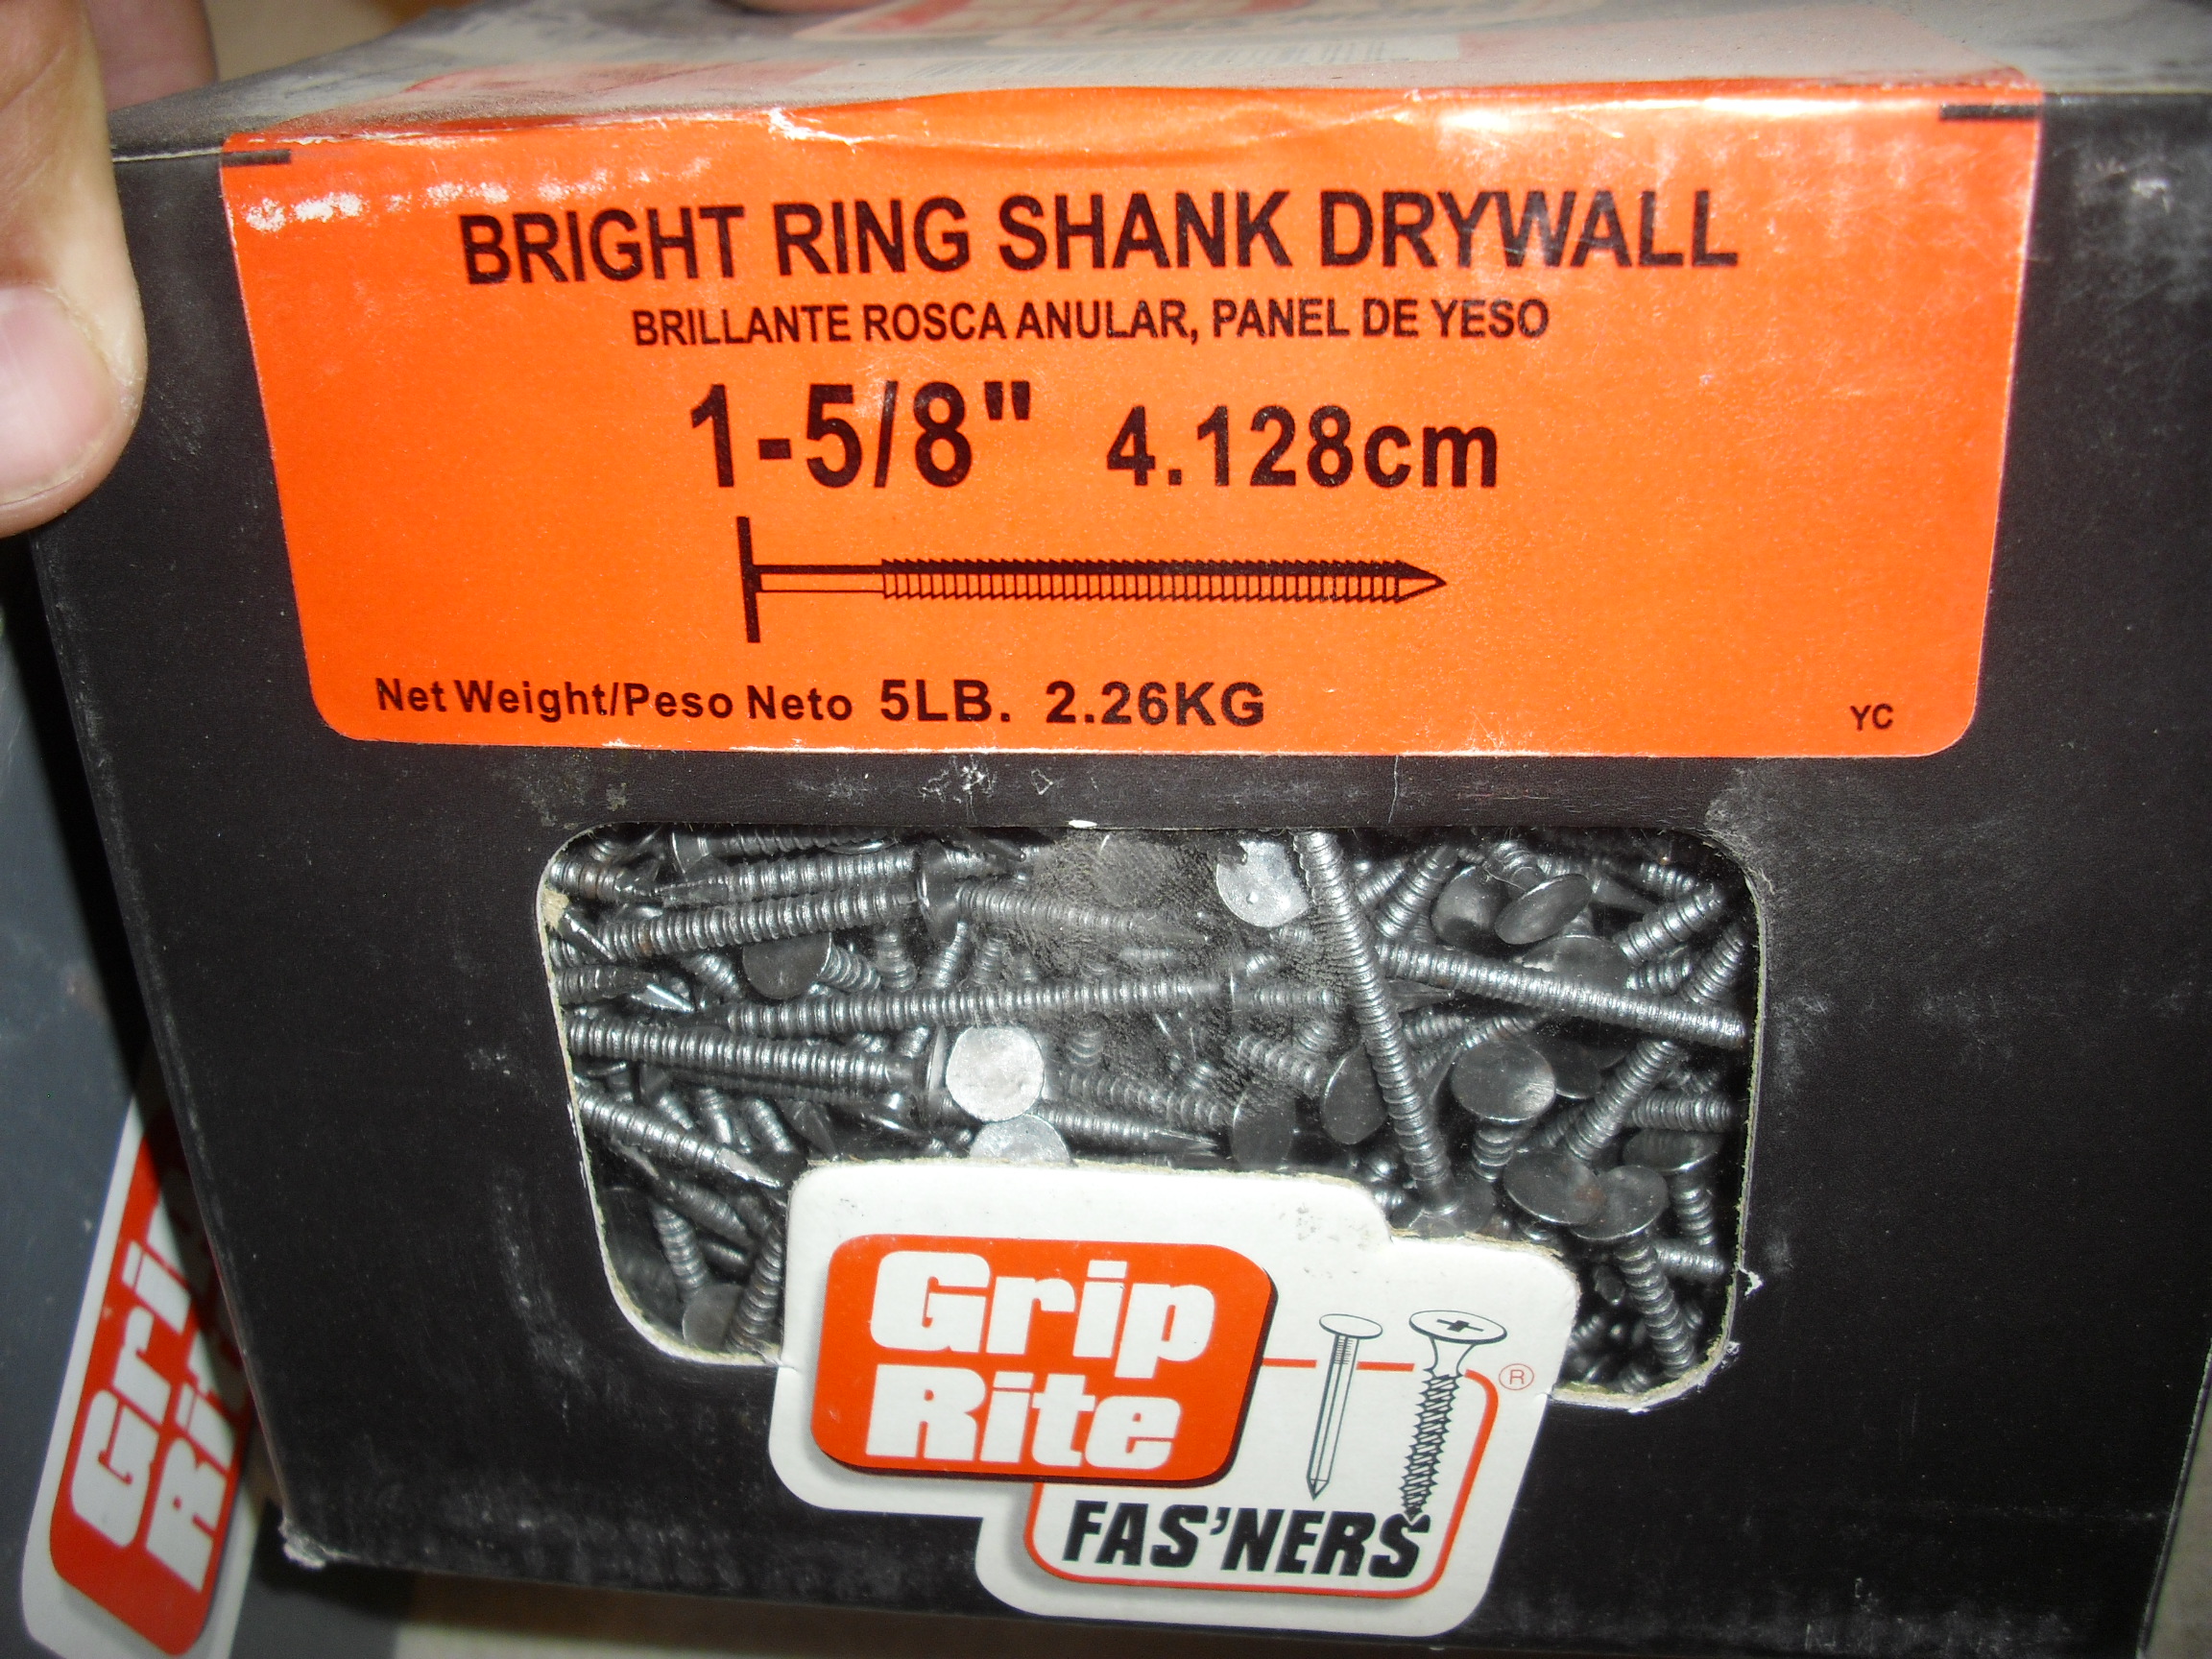 BRIGHT RING SHANK DRYWALL
BRILLANTE ROSCA ANULAR, PANEL DE YESO
1-5/8" 4.128cm
Net Weight/Peso Neto 5LB. 2.26KG
YC
Grip
Rite
®
FAS'NERS
Grip